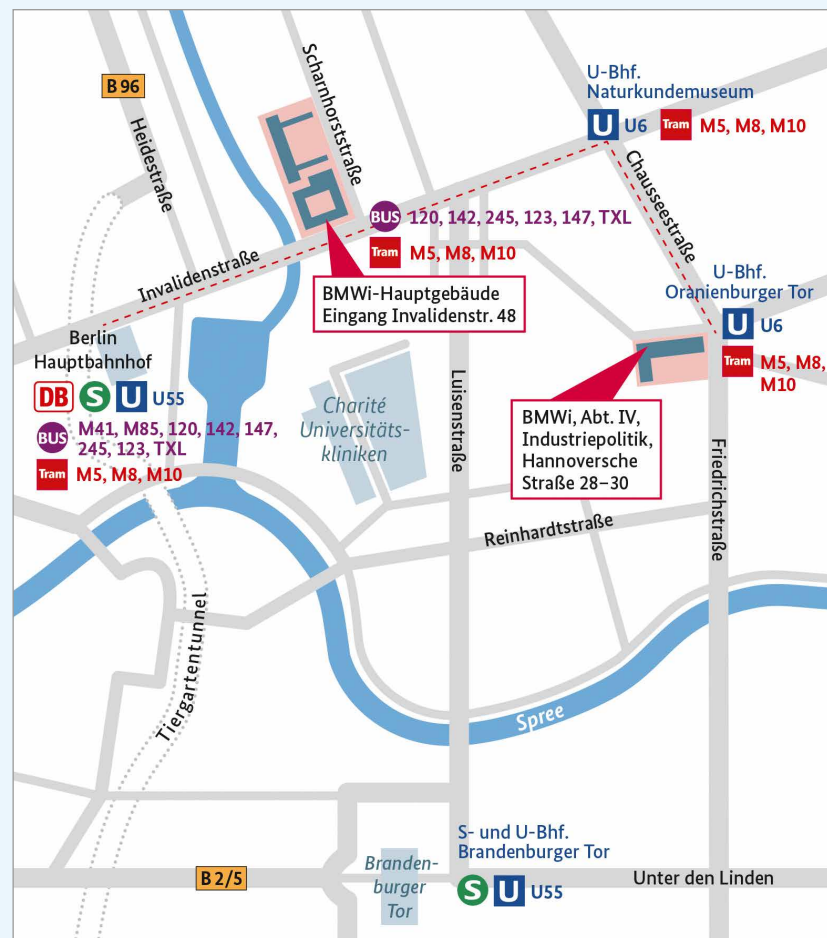 B 96
Heidestraße
Scharnhorststraße
U-Bhf.
Naturkundemuseum
U U6 Tram M5, M8, M10
Chausseestraße
BUS 120, 142, 245, 123, 147, TXL
Tram M5, M8, M10
Invalidenstraße
BMWi-Hauptgebäude
Eingang Invalidenstr. 48
U-Bhf.
Oranienburger Tor
U U6
Tram M5, M8,
M10
Berlin
Hauptbahnhof
DB S U U55
BUS M41, M85, 120, 142, 147,
245, 123, TXL
Tram M5, M8, M10
Charité
Universitäts-
kliniken
Luisenstraße
BMWi, Abt. IV,
Industriepolitik,
Hannoversche
Straße 28–30
Friedrichstraße
Reinhardtstraße
Tiergartentunnel
Spree
S- und U-Bhf.
Brandenburger Tor
S U U55
Branden-
burger
Tor
B 2/5
Unter den Linden